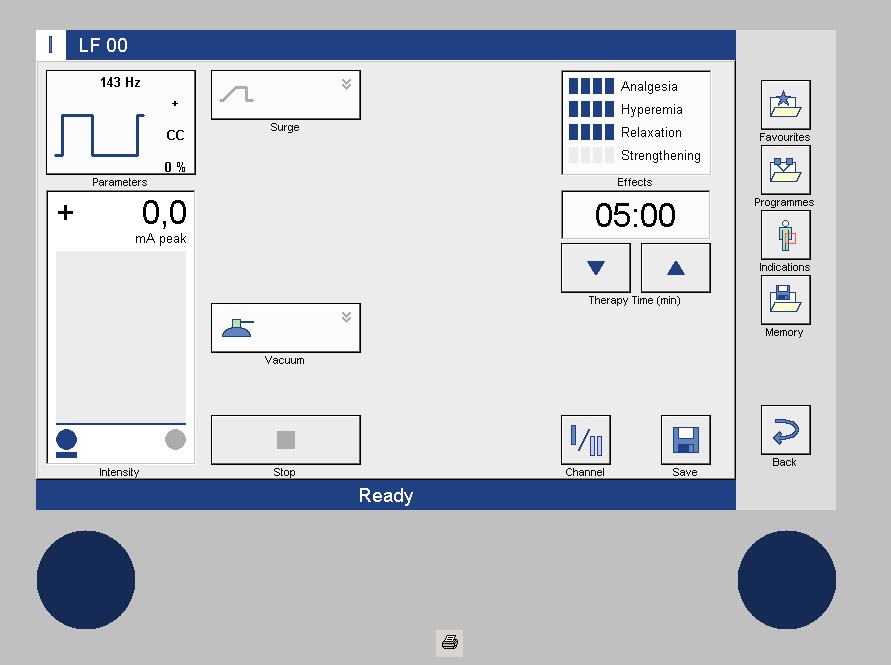 I LF 00
143 Hz
+
CC
0 %
Parameters
Surge
Analgesia
Hyperemia
Relaxation
Strengthening
Effects
+ 0,0
mA peak
05:00
Therapy Time (min)
Vacuum
Intensity
Stop
I/II
Channel
Save
Favourites
Programmes
Indications
Memory
Back
Ready